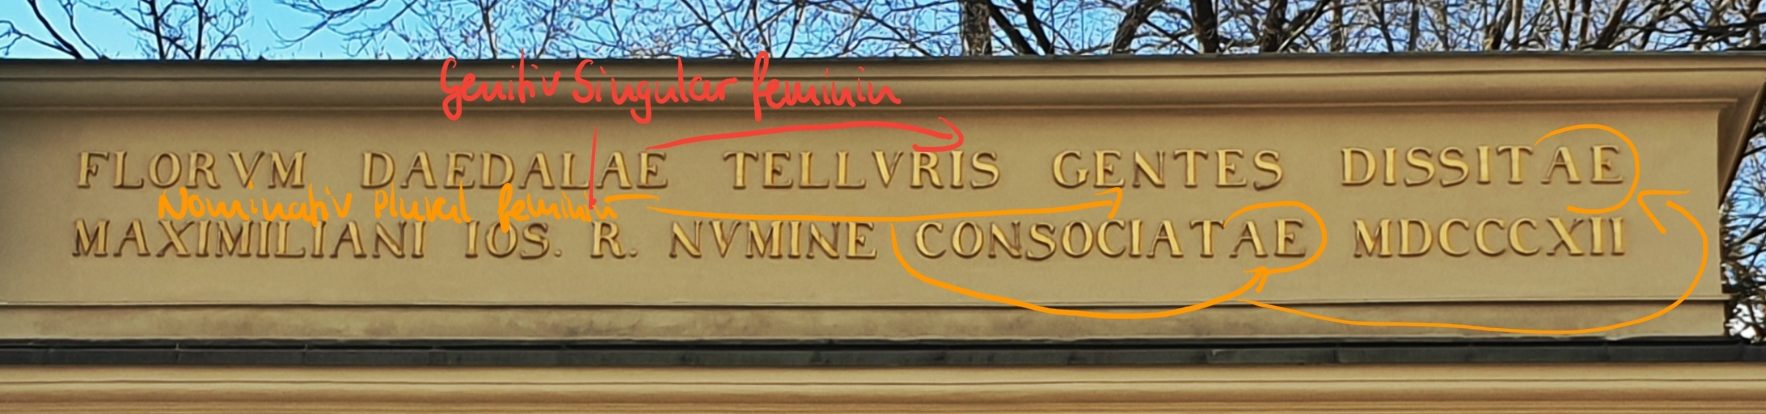 Genitiv Singular feminin
FLORVM DAEDALAE TELLVRIS GENTES DISSITAE
Nominativ Plural feminin
MAXIMILIANI IOS. R. NVMINE CONSOCIATAE MDCCCXII